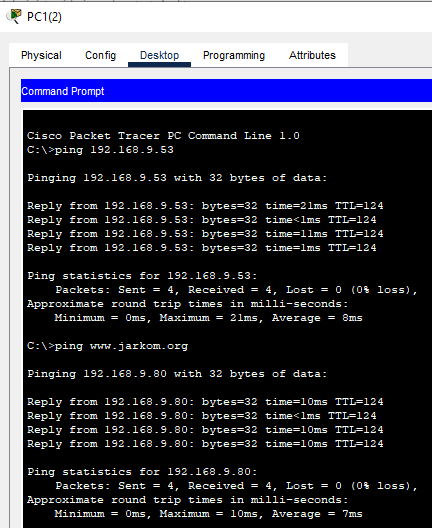 PC1(2)
Physical Config Desktop Programming Attributes
Command Prompt
Cisco Packet Tracer PC Command Line 1.0
C:\>ping 192.168.9.53
Pinging 192.168.9.53 with 32 bytes of data:
Reply from 192.168.9.53: bytes=32 time=21ms TTL=124
Reply from 192.168.9.53: bytes=32 time<1ms TTL=124
Reply from 192.168.9.53: bytes=32 time=11ms TTL=124
Reply from 192.168.9.53: bytes=32 time=1ms TTL=124
Ping statistics for 192.168.9.53:
Packets: Sent = 4, Received = 4, Lost = 0 (0% loss),
Approximate round trip times in milli-seconds:
Minimum = 0ms, Maximum = 21ms, Average = 8ms
C:\>ping www.jarkom.org
Pinging 192.168.9.80 with 32 bytes of data:
Reply from 192.168.9.80: bytes=32 time=10ms TTL=124
Reply from 192.168.9.80: bytes=32 time<1ms TTL=124
Reply from 192.168.9.80: bytes=32 time=10ms TTL=124
Reply from 192.168.9.80: bytes=32 time=10ms TTL=124
Ping statistics for 192.168.9.80:
Packets: Sent = 4, Received = 4, Lost = 0 (0% loss),
Approximate round trip times in milli-seconds:
Minimum = 0ms, Maximum = 10ms, Average = 7ms